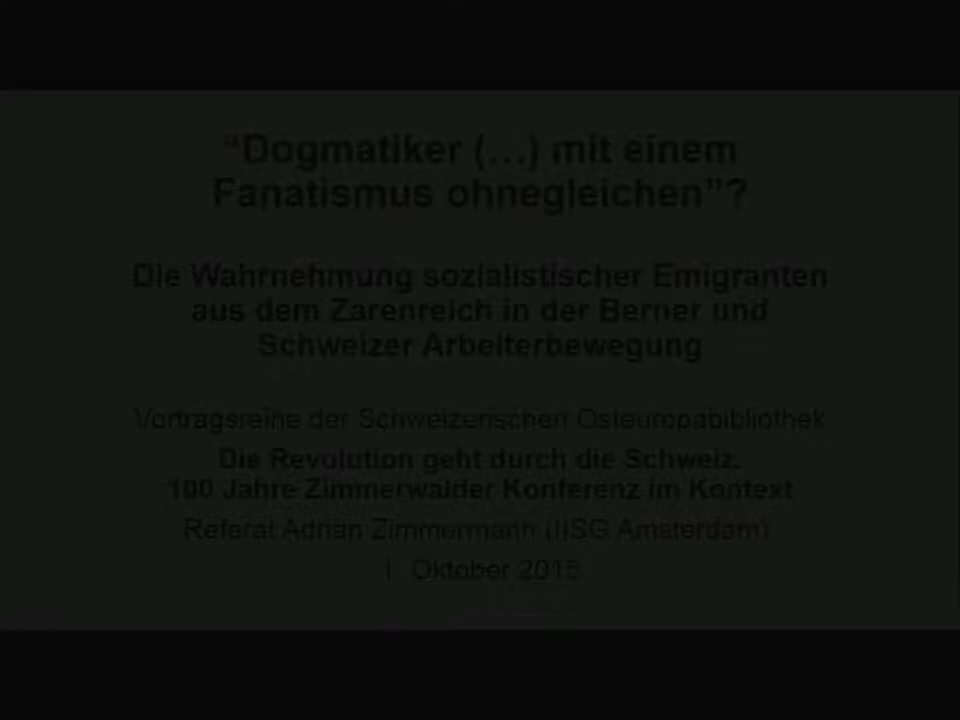 “Dogmatiker (…) mit einem
Fanatismus ohnegleichen”?
Die Wahrnehmung sozialistischer Emigranten
aus dem Zarenreich in der Berner und
Schweizer Arbeiterbewegung
Vortragsreihe der Schweizerischen Osteuropabibliothek
Die Revolution geht durch die Schweiz.
100 Jahre Zimmerwalder Konferenz im Kontext
Referat Adrian Zimmermann (IISG Amsterdam)
1. Oktober 2015